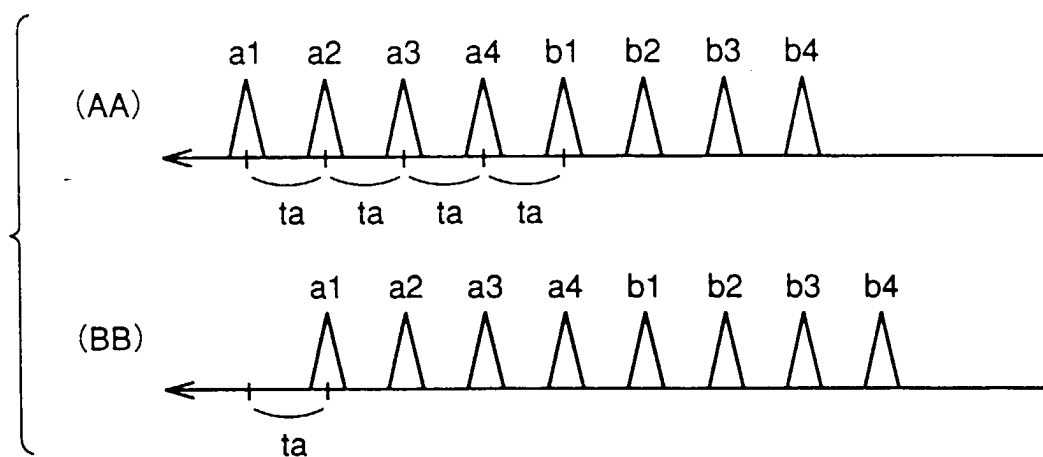 a1 a2 a3 a4 b1 b2 b3 b4
(AA)
ta ta ta ta
a1 a2 a3 a4 b1 b2 b3 b4
(BB)
ta